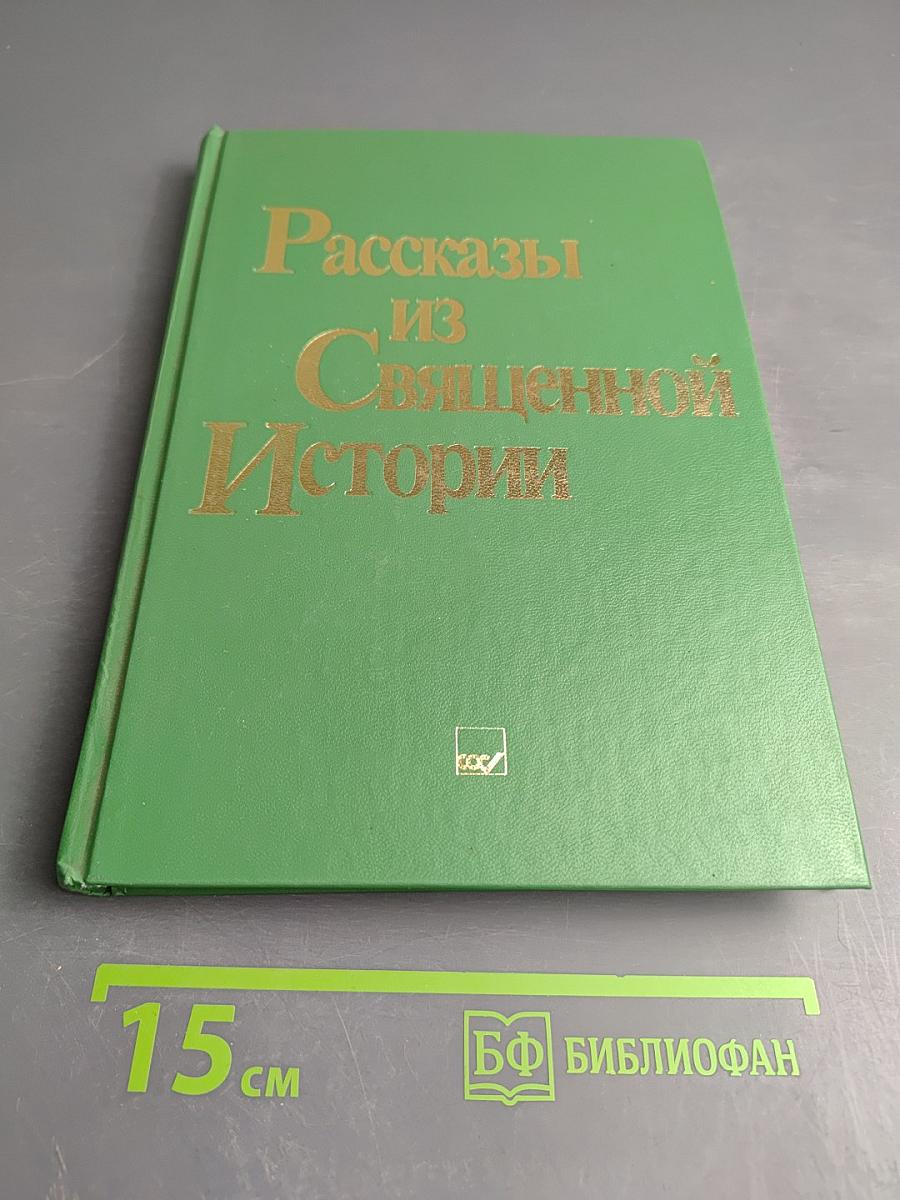 Рассказы
из
Священной
Истории
15 см
БФ БИБЛИОФАН